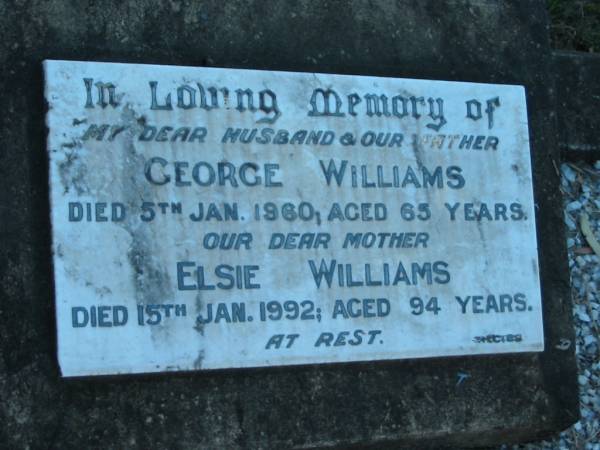 In Loving Memory of
MY DEAR HUSBAND & OUR FATHER
GEORGE WILLIAMS
DIED 5TH JAN. 1960, AGED 65 YEARS.
OUR DEAR MOTHER
ELSIE WILLIAMS
DIED 15TH JAN. 1992; AGED 94 YEARS.
AT REST.